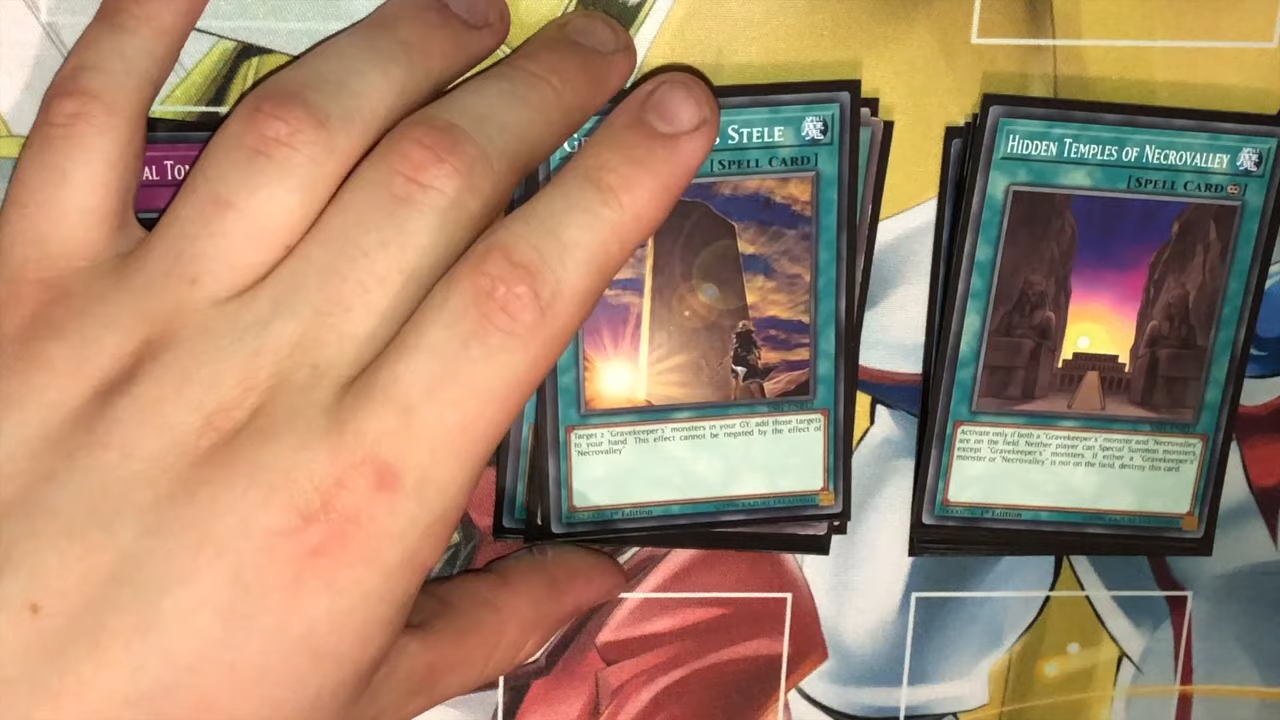 AL TO
G S STELE
[SPELL CARD]
Target 2 "Gravekeeper's" monsters in your GY; add those targets
to your hand. This effect cannot be negated by the effect of
"Necrovalley".
1st Edition
©1996 KAZUKI TAKAHASHI
HIDDEN TEMPLES OF NECROVALLEY
[SPELL CARD∞]
Activate only if both a "Gravekeeper's" monster and "Necrovalley"
are on the field. Neither player can Special Summon monsters,
except "Gravekeeper's" monsters. If either a "Gravekeeper's"
monster or "Necrovalley" is not on the field, destroy this card.
1st Edition